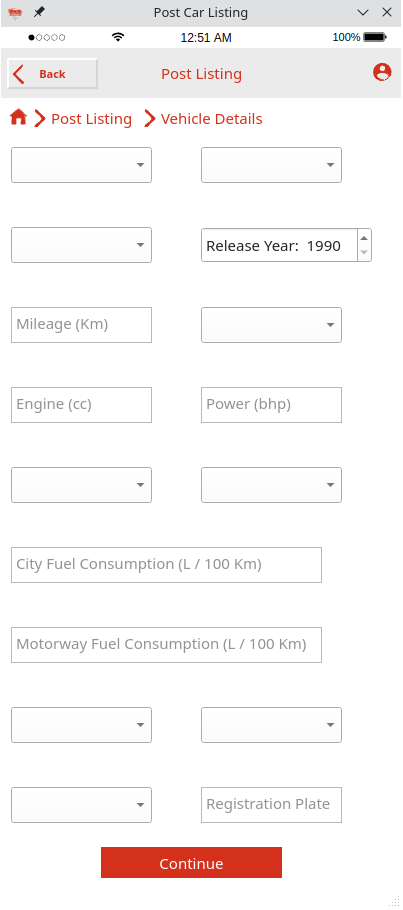 Post Car Listing
12:51 AM
100%
Back
Post Listing
Post Listing
Vehicle Details
Release Year: 1990
Mileage (Km)
Engine (cc)
Power (bhp)
City Fuel Consumption (L / 100 Km)
Motorway Fuel Consumption (L / 100 Km)
Registration Plate
Continue